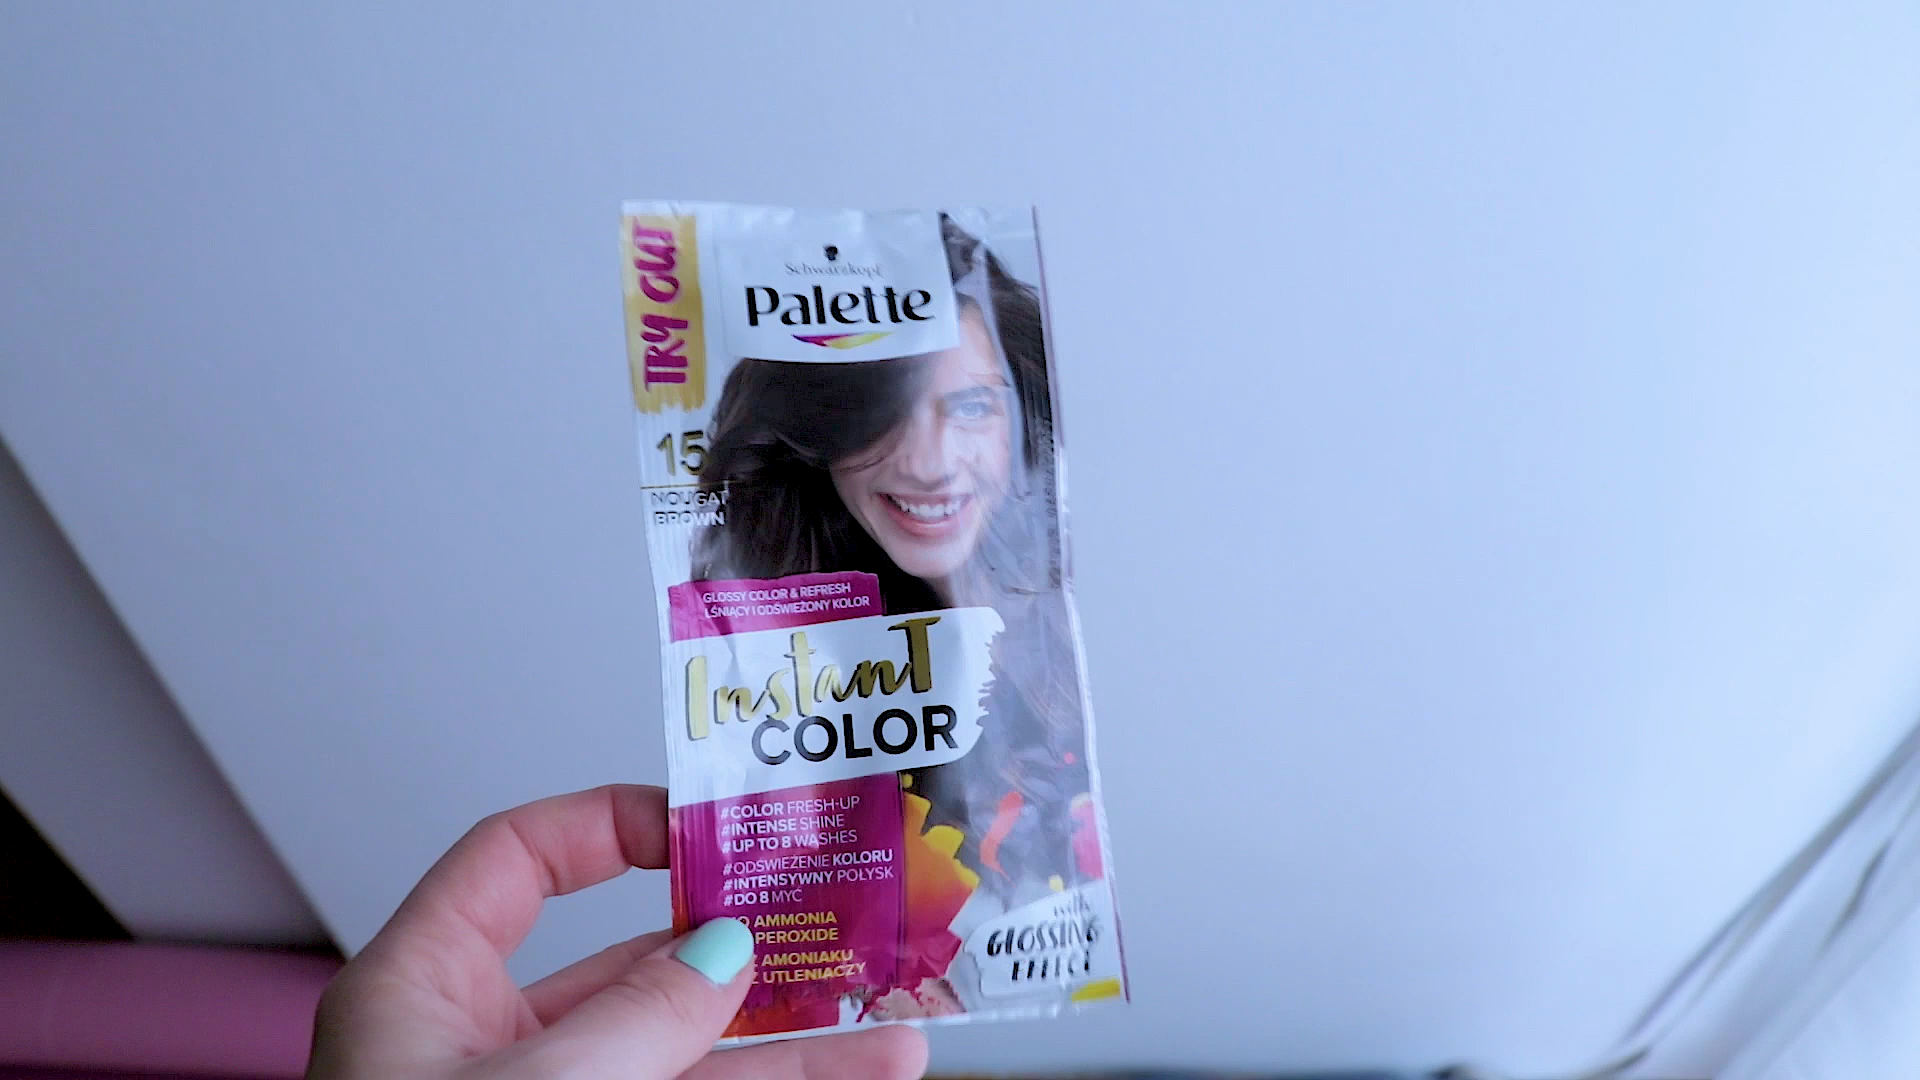 TRY OUT
Schwarzkopf
Palette
15
NOUGAT
BROWN
GLOSSY COLOR & REFRESH
LŚNIĄCY I ODŚWIEŻONY KOLOR
Instant
COLOR
#COLOR FRESH-UP
#INTENSE SHINE
#UP TO 8 WASHES
#ODŚWIEŻENIE KOLORU
#INTENSYWNY POŁYSK
#DO 8 MYĆ
AMMONIA
PEROXIDE
AMONIAKU
UTLENIACZY
with
GLOSSING
EFFECT